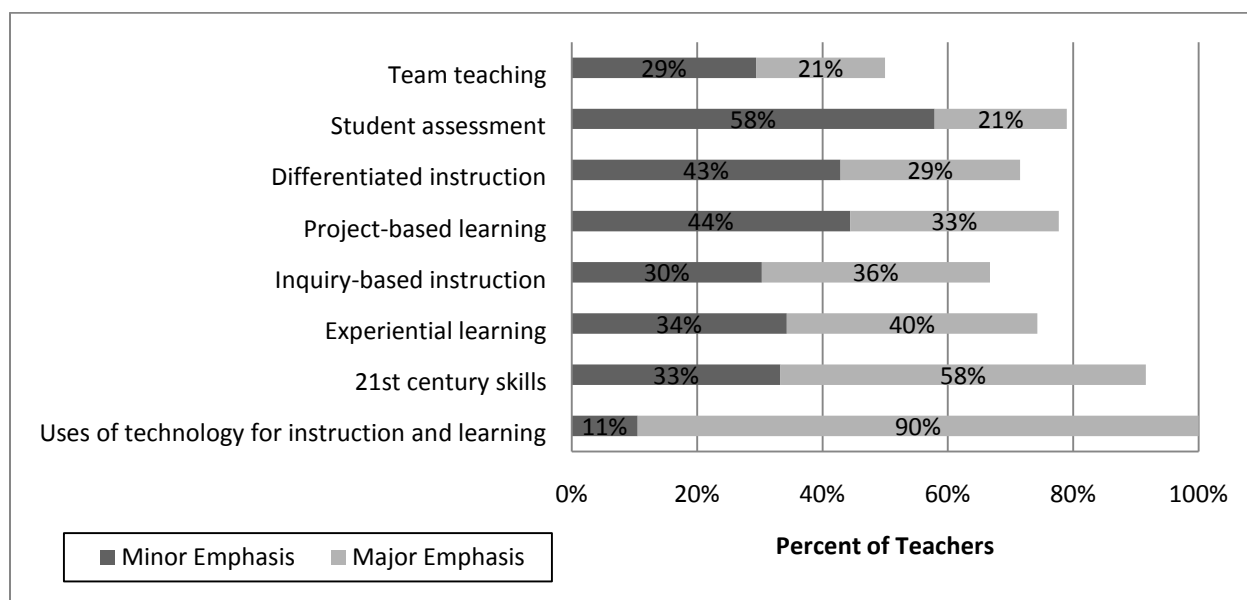 Team teaching 29% 21%
Student assessment 58% 21%
Differentiated instruction 43% 29%
Project-based learning 44% 33%
Inquiry-based instruction 30% 36%
Experiential learning 34% 40%
21st century skills 33% 58%
Uses of technology for instruction and learning 11% 90%
0% 20% 40% 60% 80% 100%
Percent of Teachers
Minor Emphasis Major Emphasis